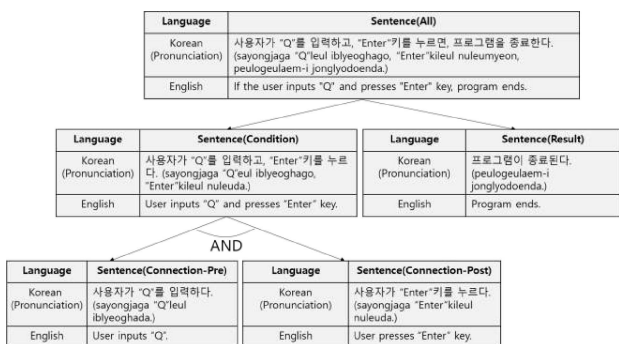 Language Sentence(All)
Korean (Pronunciation) 사용자가 "Q"를 입력하고, "Enter"키를 누르면, 프로그램을 종료한다.
(sayongjaga "Q"leul iblyeoghago, "Enter"kileul nuleumyeon,
peulogeulaem-i jonglyodoenda.)
English If the user inputs "Q" and presses "Enter" key, program ends.
Language Sentence(Condition)
Korean (Pronunciation) 사용자가 "Q"를 입력하고, "Enter"키를 누르
다. (sayongjaga "Q"eul iblyeoghago,
"Enter"kileul nuleuda.)
English User inputs "Q" and presses "Enter" key.
Language Sentence(Result)
Korean (Pronunciation) 프로그램이 종료된다.
(peulogeulaem-i
jonglyodoenda.)
English Program ends.
AND
Language Sentence(Connection-Pre)
Korean (Pronunciation) 사용자가 "Q"를 입력하다.
(sayongjaga "Q"leul
iblyeoghada.)
English User inputs "Q".
Language Sentence(Connection-Post)
Korean (Pronunciation) 사용자가 "Enter"키를 누르다.
(sayongjaga "Enter"kileul
nuleuda.)
English User presses "Enter" key.